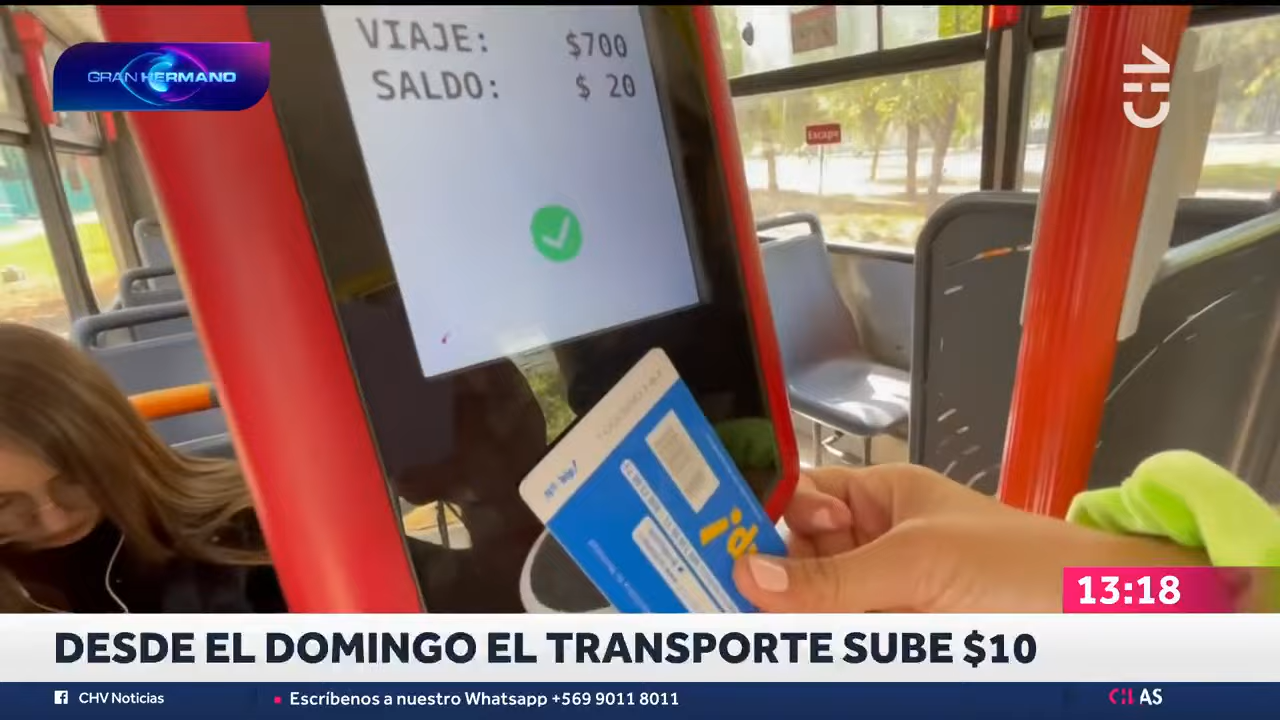 VIAJE: $700
SALDO: $ 20
GRAN HERMANO
CHV
Escape
bip!
13:18
DESDE EL DOMINGO EL TRANSPORTE SUBE $10
CHV Noticias
Escríbenos a nuestro Whatsapp +569 9011 8011
AS